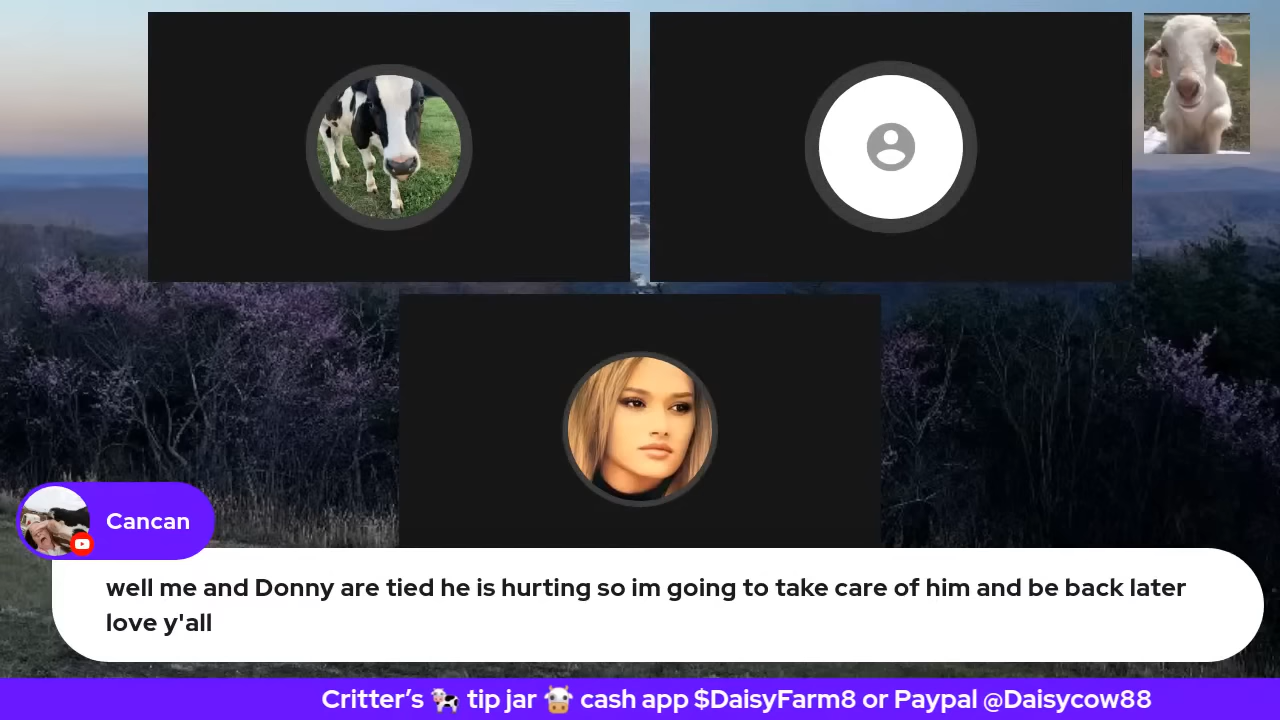 Cancan
well me and Donny are tied he is hurting so im going to take care of him and be back later
love y'all
Critter’s 🐄 tip jar 🐮 cash app $DaisyFarm8 or Paypal @Daisycow88